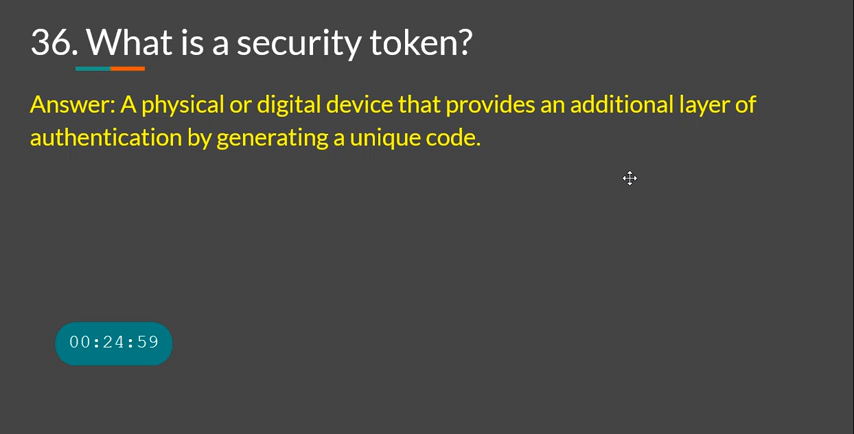 36. What is a security token?
Answer: A physical or digital device that provides an additional layer of
authentication by generating a unique code.
00:24:59